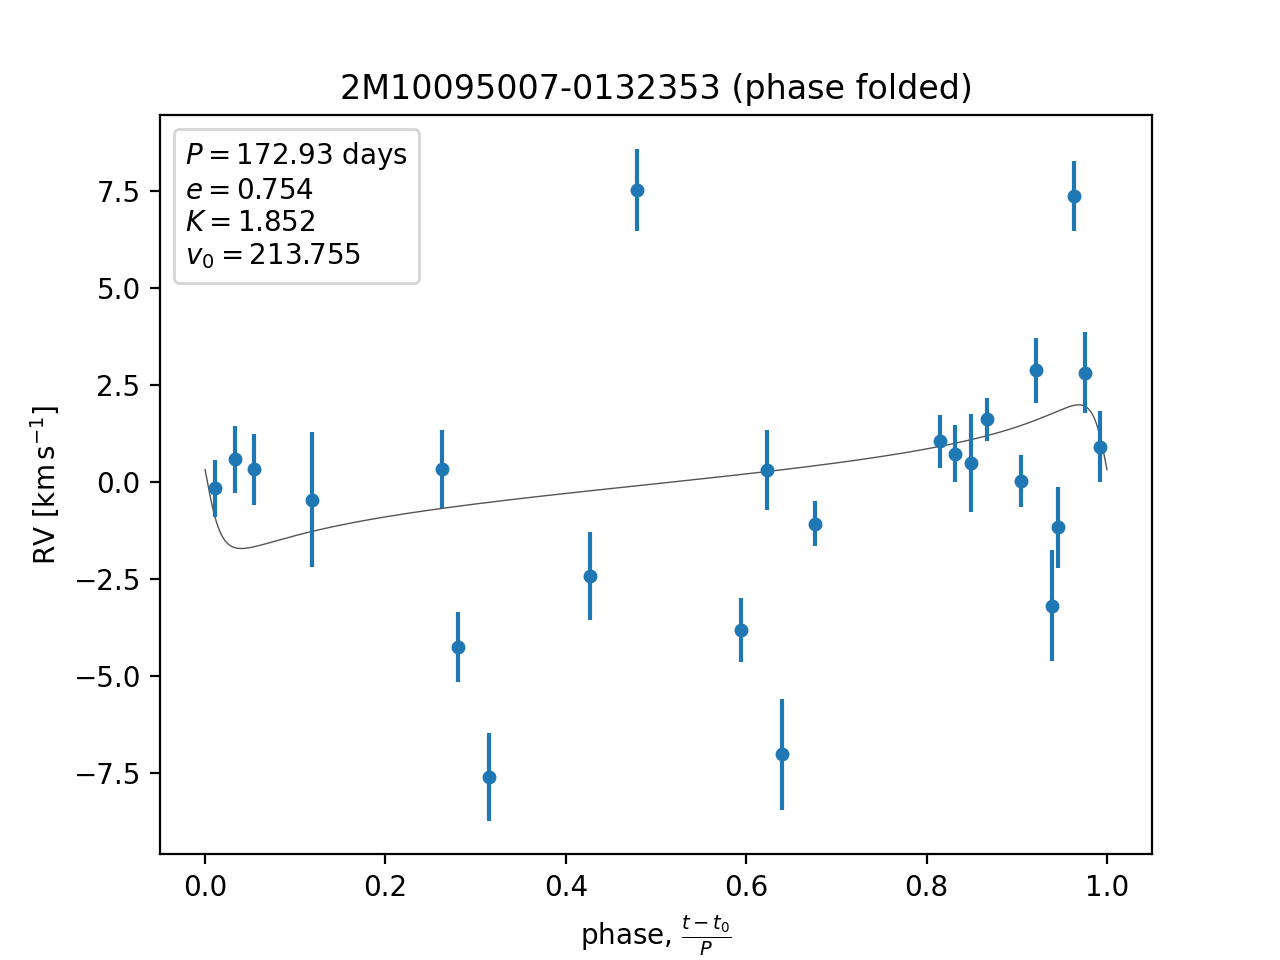 2M10095007-0132353 (phase folded)
P = 172.93 days
e = 0.754
K = 1.852
v₀ = 213.755
7.5
5.0
2.5
0.0
−2.5
−5.0
−7.5
RV [km s⁻¹]
0.0 0.2 0.4 0.6 0.8 1.0
phase, (t − t₀)/P